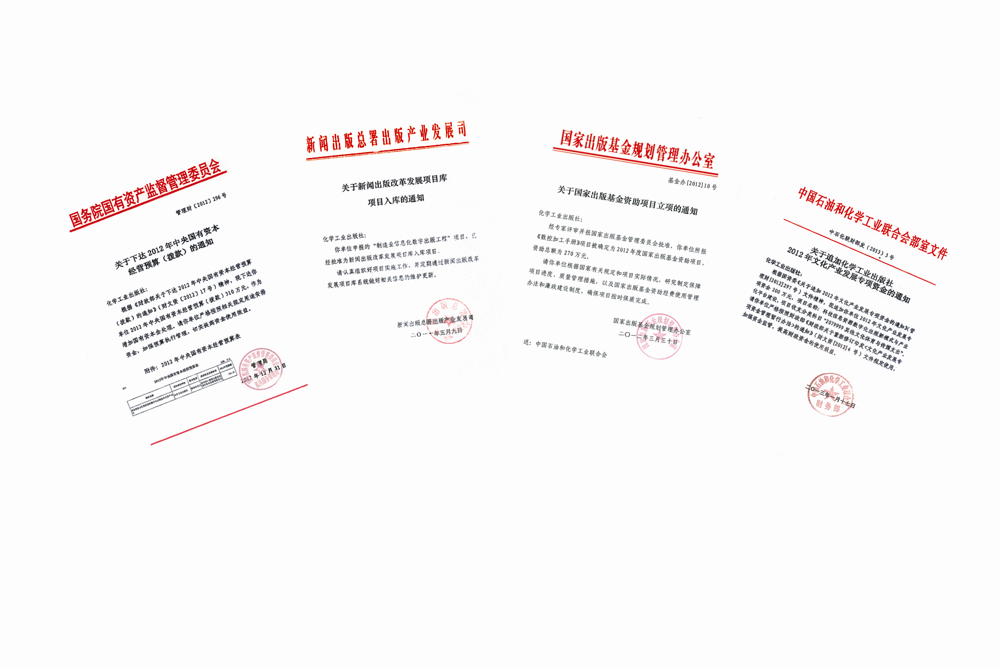 国务院国有资产监督管理委员会
管理财〔2012〕296号
关于下达2012年中央国有资本
经营预算（拨款）的通知
化学工业出版社：
根据《财政部关于下达2012年中央国有资本经营预算
（拨款）的通知》（财文资〔2012〕17号）精神，现下达你
单位2012年中央国有资本经营预算（拨款）310万元，作为
增加国有资本金处理。请你单位严格按照相关规定用途安排
资金，加强预算执行管理，切实提高资金使用效益。
附件：2012年中央国有资本经营预算表
管理局
2012年12月31日
附件
2012年中央国有资本经营预算表
新闻出版总署出版产业发展司
关于新闻出版改革发展项目库
项目入库的通知
化学工业出版社：
你单位申报的“制造业信息化数字出版工程”项目，已
经批准为新闻出版改革发展项目库入库项目。
请认真组织好项目实施工作，并定期通过新闻出版改革
发展项目库系统做好相关信息的维护更新。
新闻出版总署出版产业发展司
二〇一一年五月九日
国家出版基金规划管理办公室
基金办[2012]10号
关于国家出版基金资助项目立项的通知
化学工业出版社：
经专家评审并报国家出版基金管理委员会批准，你单位所报
《数控加工手册》项目被确定为2012年度国家出版基金资助项目，
资助总额为270万元。
请你单位根据国家有关规定和项目实际情况，研究制定保障
项目进度、质量管理措施，以及国家出版基金资助经费使用管理
办法和廉政建设制度，确保项目按时保质完成。
国家出版基金规划管理办公室
二〇一二年三月三十日
送：中国石油和化学工业联合会
中国石油和化学工业联合会部室文件
中石化联财部发（2013）3号
关于追加化学工业出版社
2012年文化产业发展专项资金的通知
化学工业出版社：
根据国资委《关于追加2012年文化产业发展专项资金的通知》（管
理财[2012]297号）文件精神，现追加你单位2012年文化产业发展专
项资金200万元，项目名称：科技信息资源数字化出版新模式与产业
化平台建设，项目收支分类科目“2079999其他文化体育与传媒支出”。
请你单位严格按照财政部《财政部关于重新修订印发<文化产业发展专
项资金管理暂行办法>的通知》（财文资[2012]4号）文件规定使用，
加强资金监管，提高财政资金的使用效益。
中国石油和化学工业联合会
财务部
二〇一三年一月十七日